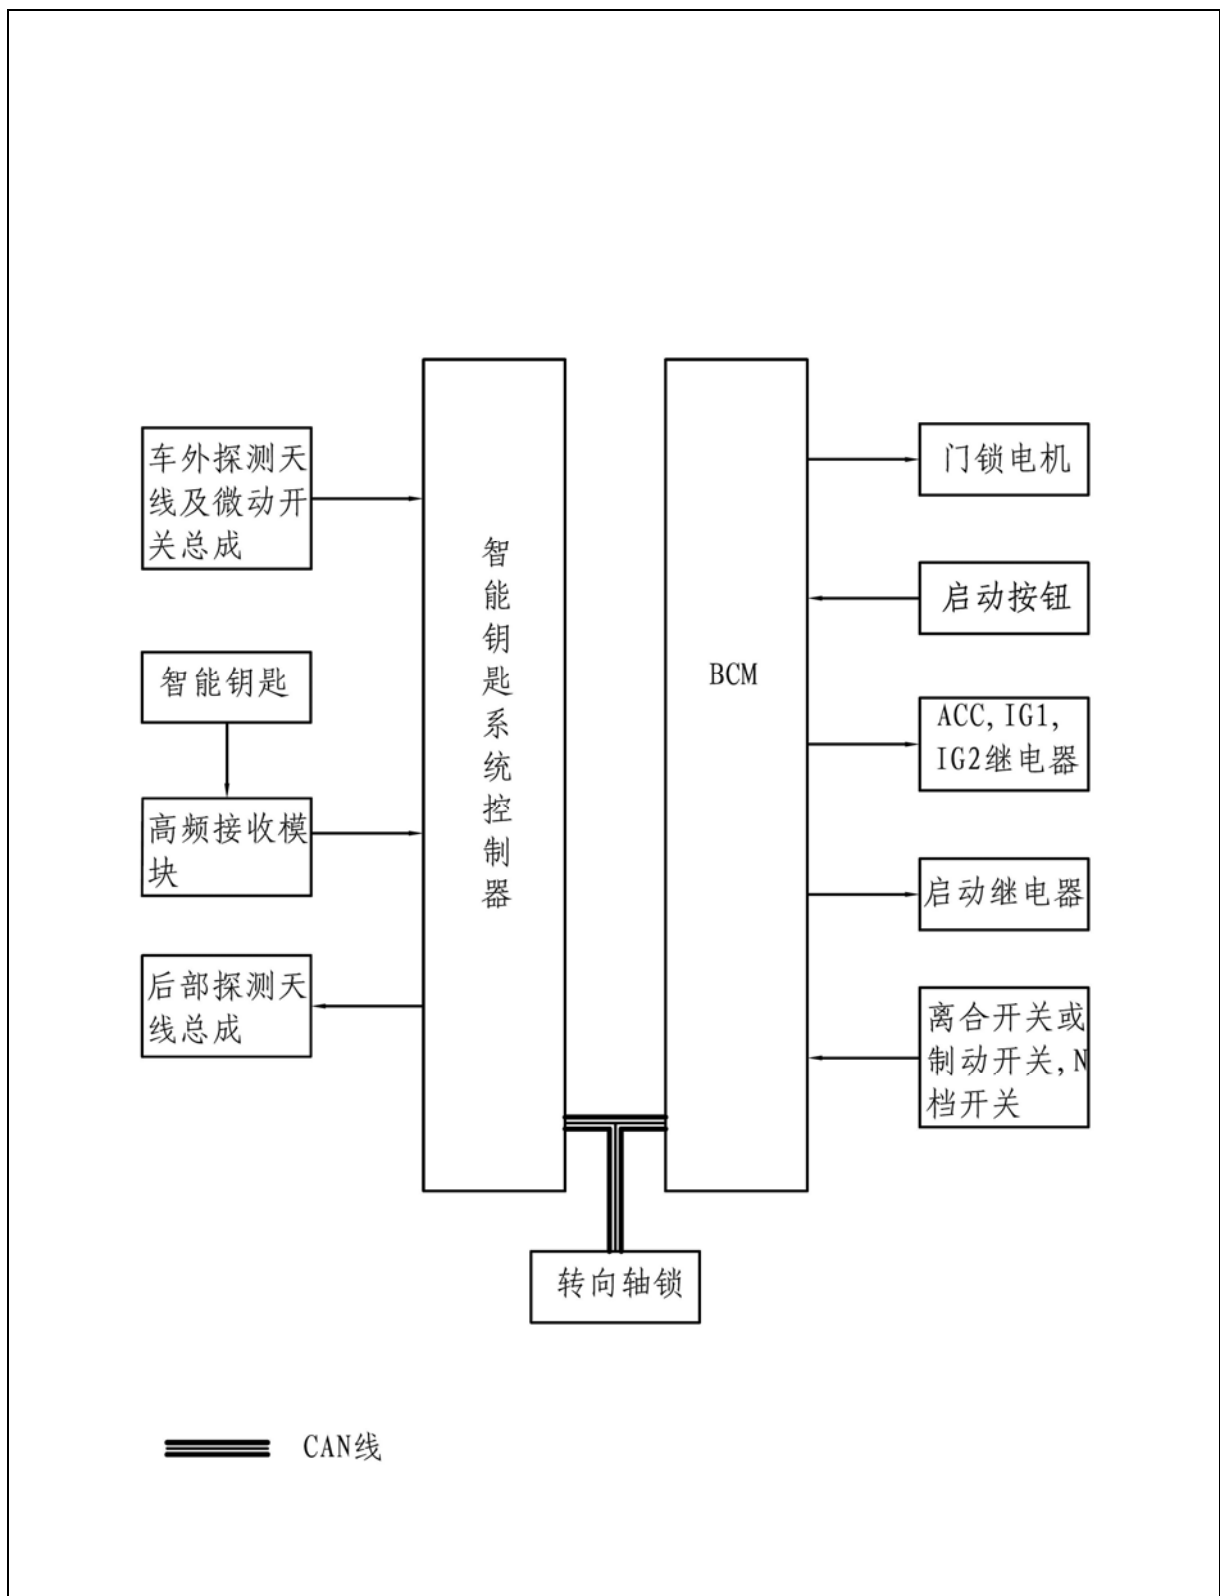 车外探测天
线及微动开
关总成
智能钥匙
高频接收模
块
后部探测天
线总成
智
能
钥
匙
系
统
控
制
器
BCM
门锁电机
启动按钮
ACC,IG1,
IG2继电器
启动继电器
离合开关或
制动开关,N
档开关
转向轴锁
CAN线